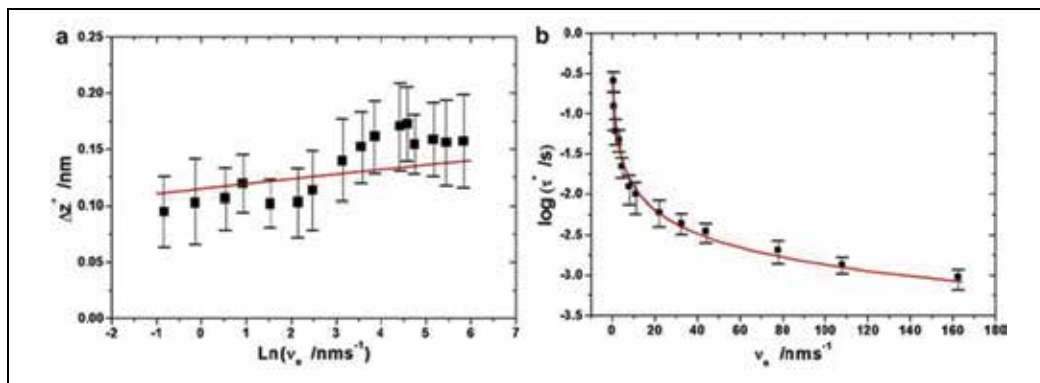 a
0.25
0.20
0.15
0.10
0.05
0.00
Δz* /nm
-2 -1 0 1 2 3 4 5 6 7
Ln(νe /nms⁻¹)
b
0.0
-0.5
-1.0
-1.5
-2.0
-2.5
-3.0
-3.5
log (τ* /s)
0 20 40 60 80 100 120 140 160 180
νe /nms⁻¹